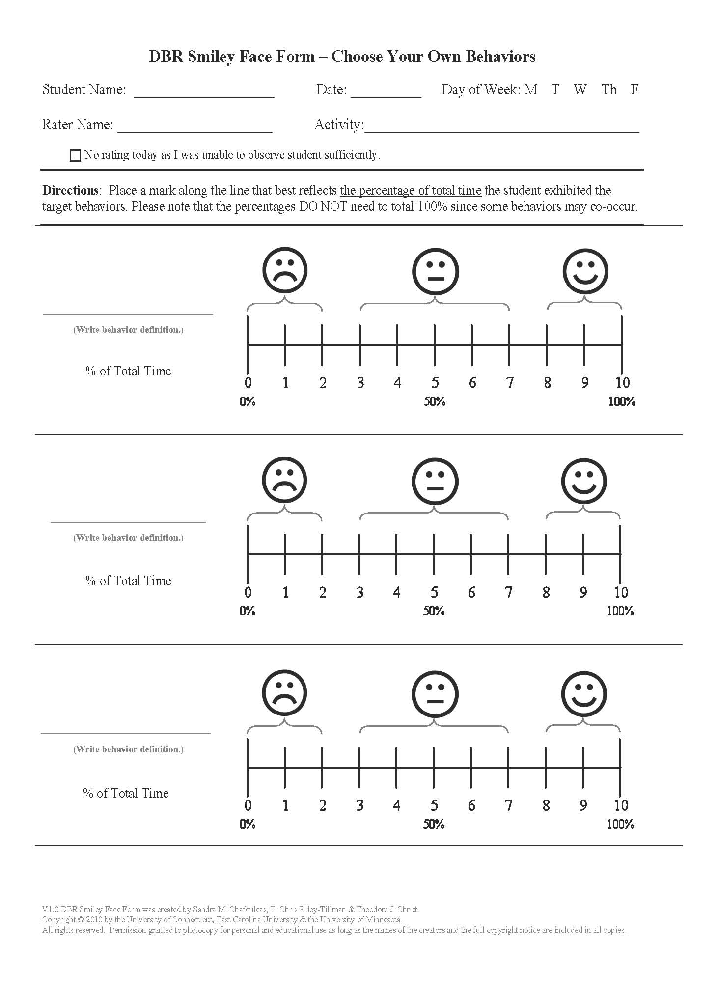 DBR Smiley Face Form – Choose Your Own Behaviors
Student Name: ____________________ Date: __________ Day of Week: M T W Th F
Rater Name: ______________________ Activity:_______________________________________
No rating today as I was unable to observe student sufficiently.
Directions: Place a mark along the line that best reflects the percentage of total time the student exhibited the
target behaviors. Please note that the percentages DO NOT need to total 100% since some behaviors may co-occur.
(Write behavior definition.)
% of Total Time
0 1 2 3 4 5 6 7 8 9 10
0% 50% 100%
(Write behavior definition.)
% of Total Time
0 1 2 3 4 5 6 7 8 9 10
0% 50% 100%
(Write behavior definition.)
% of Total Time
0 1 2 3 4 5 6 7 8 9 10
0% 50% 100%
V1.0 DBR Smiley Face Form was created by Sandra M. Chafouleas, T. Chris Riley-Tillman & Theodore J. Christ.
Copyright © 2010 by the University of Connecticut, East Carolina University & the University of Minnesota.
All rights reserved. Permission granted to photocopy for personal and educational use as long as the names of the creators and the full copyright notice are included in all copies.